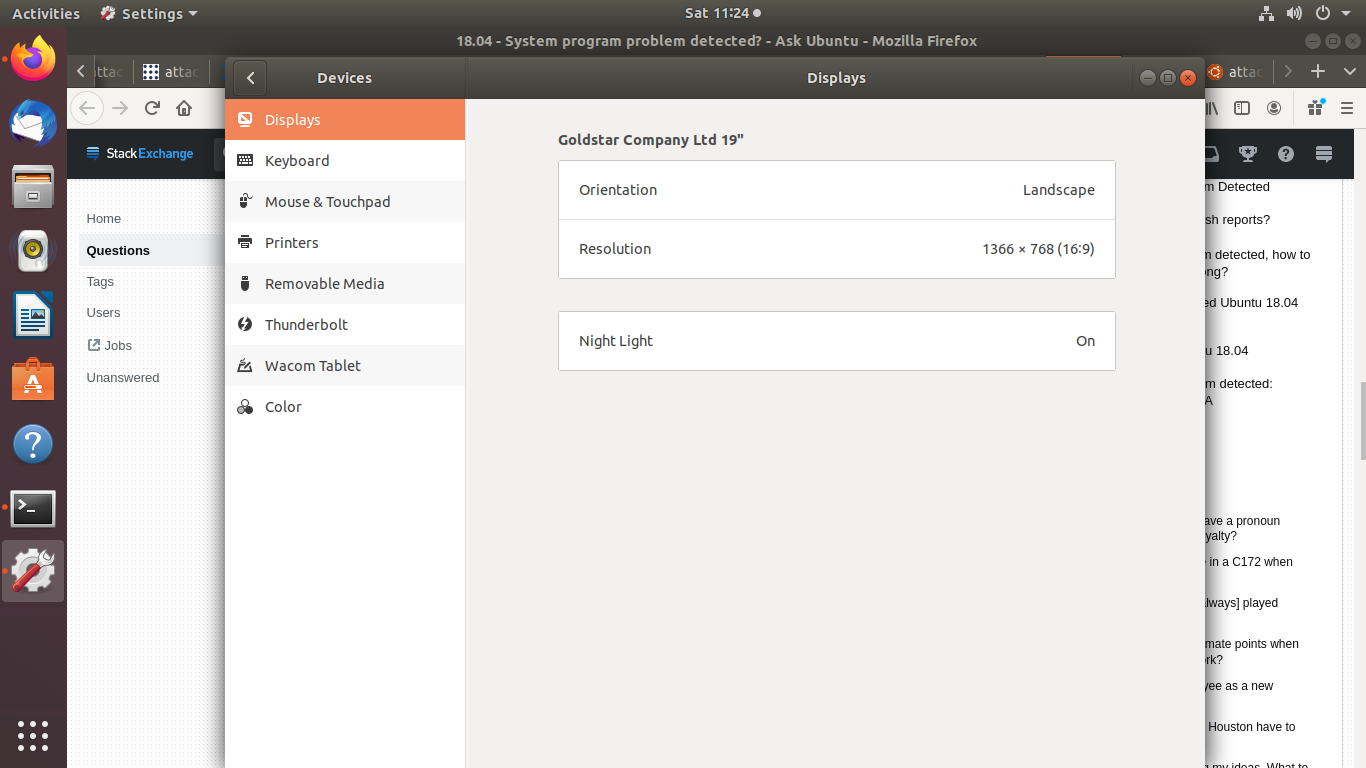 Activities
Settings
Sat 11:24
18.04 - System program problem detected? - Ask Ubuntu - Mozilla Firefox
attac
attac
attac
Devices
Displays
StackExchange
Home
Questions
Tags
Users
Jobs
Unanswered
Displays
Keyboard
Mouse & Touchpad
Printers
Removable Media
Thunderbolt
Wacom Tablet
Color
Goldstar Company Ltd 19"
Orientation Landscape
Resolution 1366 × 768 (16:9)
Night Light On
m Detected
sh reports?
m detected, how to
ong?
ed Ubuntu 18.04
u 18.04
m detected:
A
ave a pronoun
yalty?
e in a C172 when
lways] played
mate points when
ork?
yee as a new
Houston have to
g my ideas. What to